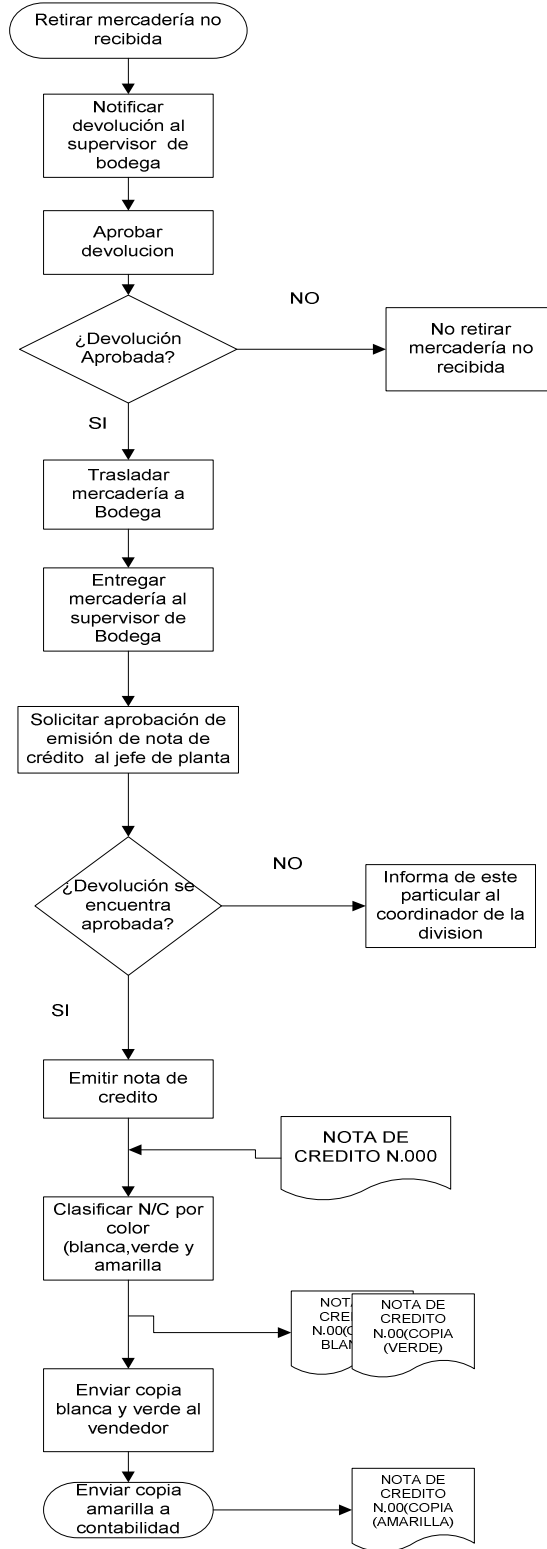 Retirar mercadería no
recibida
Notificar
devolución al
supervisor de
bodega
Aprobar
devolucion
¿Devolución
Aprobada?
NO
No retirar
mercadería no
recibida
SI
Trasladar
mercadería a
Bodega
Entregar
mercadería al
supervisor de
Bodega
Solicitar aprobación de
emisión de nota de
crédito al jefe de planta
¿Devolución se
encuentra
aprobada?
NO
Informa de este
particular al
coordinador de la
division
SI
Emitir nota de
credito
NOTA DE
CREDITO N.000
Clasificar N/C por
color
(blanca,verde y
amarilla
NOTA DE
CREDITO
N.00(COPIA
(VERDE)
Enviar copia
blanca y verde al
vendedor
Enviar copia
amarilla a
contabilidad
NOTA DE
CREDITO
N.00(COPIA
(AMARILLA)